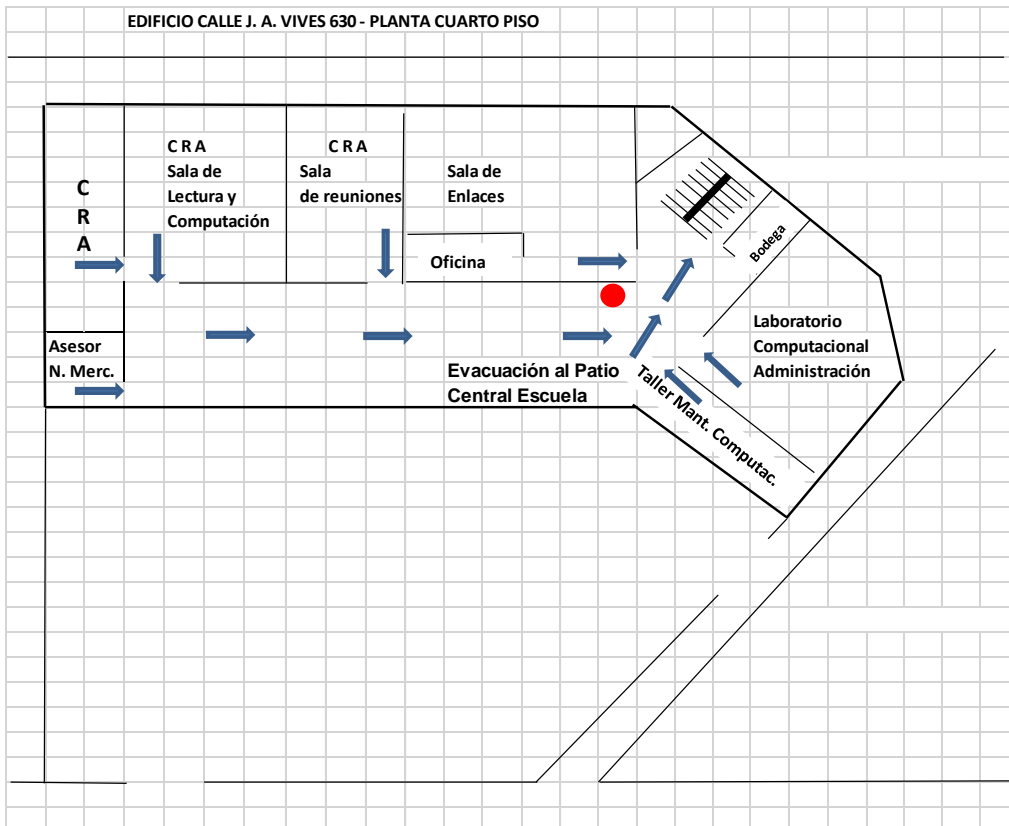 EDIFICIO CALLE J. A. VIVES 630 - PLANTA CUARTO PISO
C
R
A
C R A
Sala de
Lectura y
Computación
C R A
Sala
de reuniones
Sala de
Enlaces
Oficina
Bodega
Asesor
N. Merc.
Laboratorio
Computacional
Administración
Evacuación al Patio
Central Escuela
Taller Mant. Computac.